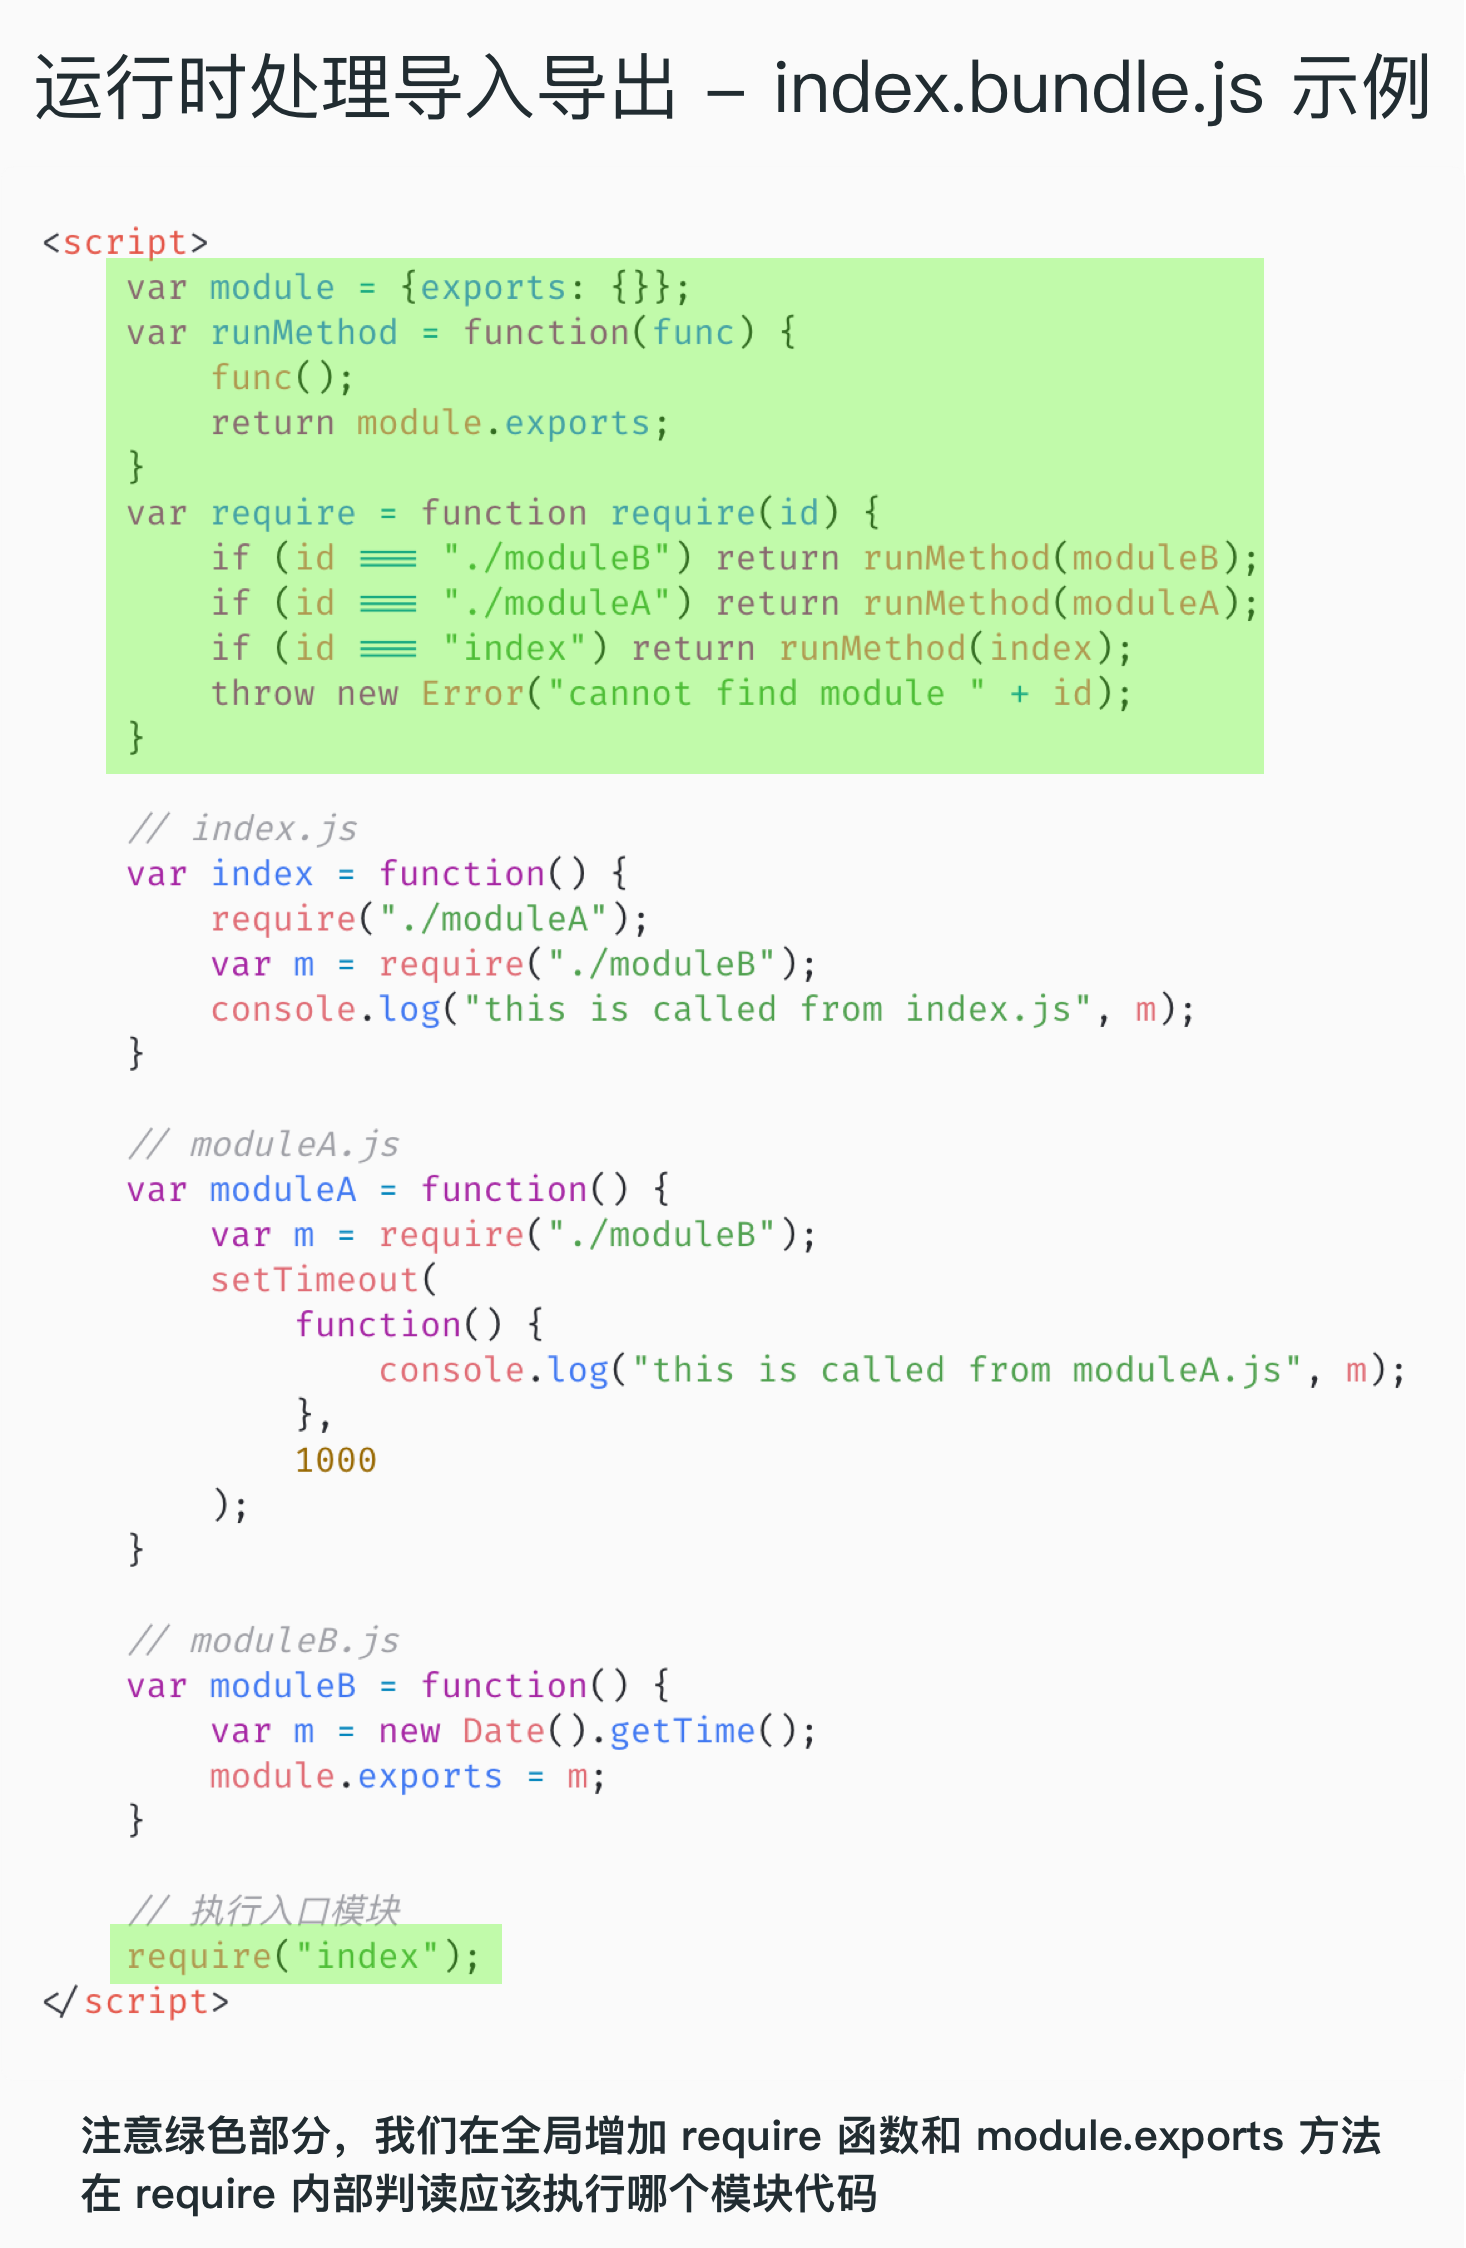 运行时处理导入导出 – index.bundle.js 示例
<script>
var module = {exports: {}};
var runMethod = function(func) {
func();
return module.exports;
}
var require = function require(id) {
if (id === "./moduleB") return runMethod(moduleB);
if (id === "./moduleA") return runMethod(moduleA);
if (id === "index") return runMethod(index);
throw new Error("cannot find module " + id);
}
// index.js
var index = function() {
require("./moduleA");
var m = require("./moduleB");
console.log("this is called from index.js", m);
}
// moduleA.js
var moduleA = function() {
var m = require("./moduleB");
setTimeout(
function() {
console.log("this is called from moduleA.js", m);
},
1000
);
}
// moduleB.js
var moduleB = function() {
var m = new Date().getTime();
module.exports = m;
}
// 执行入口模块
require("index");
</script>
注意绿色部分，我们在全局增加 require 函数和 module.exports 方法
在 require 内部判读应该执行哪个模块代码